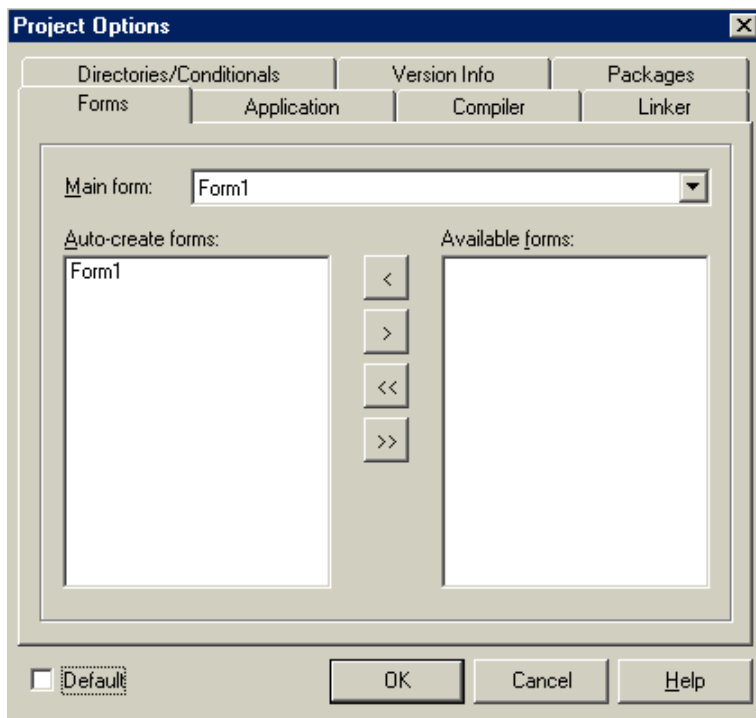 Project Options
Directories/Conditionals Version Info Packages
Forms Application Compiler Linker
Main form: Form1
Auto-create forms: Available forms:
Form1
<
>
<<
>>
Default OK Cancel Help